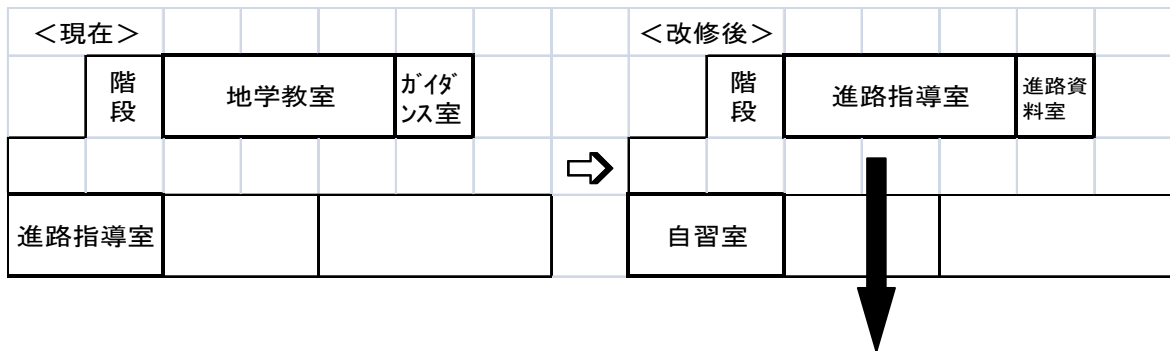 ＜現在＞
階
段
地学教室
ｶﾞｲﾀﾞ
ﾝｽ室
進路指導室
＜改修後＞
階
段
進路指導室
進路資
料室
自習室